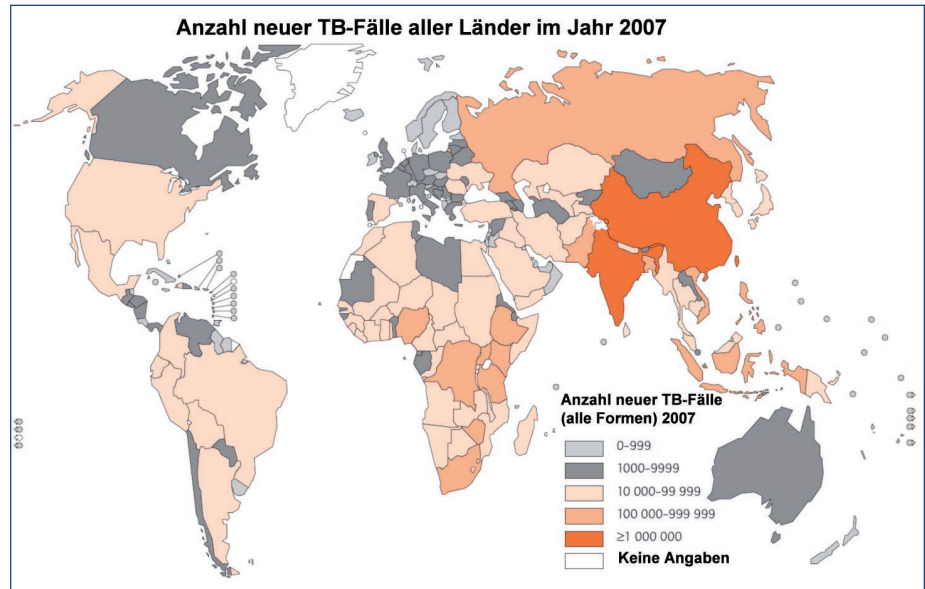 Anzahl neuer TB-Fälle aller Länder im Jahr 2007
Anzahl neuer TB-Fälle
(alle Formen) 2007
0–999
1000–9999
10 000–99 999
100 000–999 999
≥1 000 000
Keine Angaben